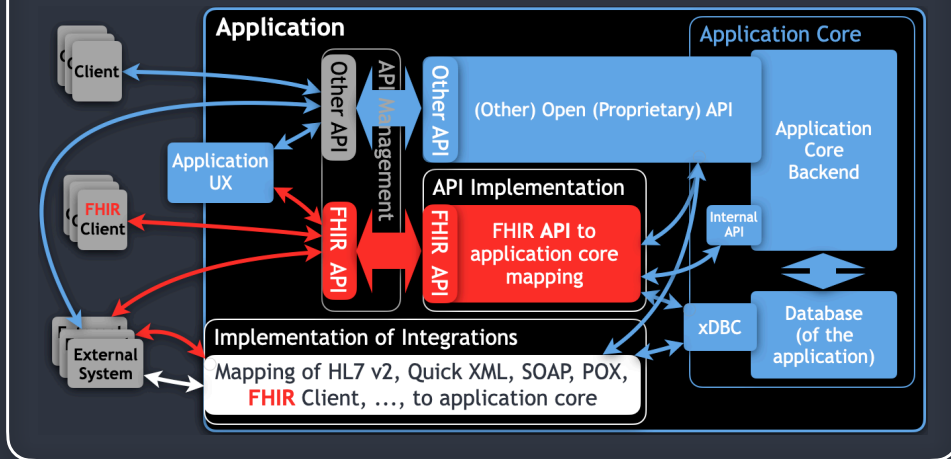 Application
Application Core
Client
Other API
API Management
Other API
(Other) Open (Proprietary) API
Application
Core
Backend
Application
UX
API Implementation
FHIR
Client
FHIR API
FHIR API
FHIR API to
application core
mapping
Internal
API
xDBC
Database
(of the
application)
Implementation of Integrations
External
System
Mapping of HL7 v2, Quick XML, SOAP, POX,
FHIR Client, ..., to application core